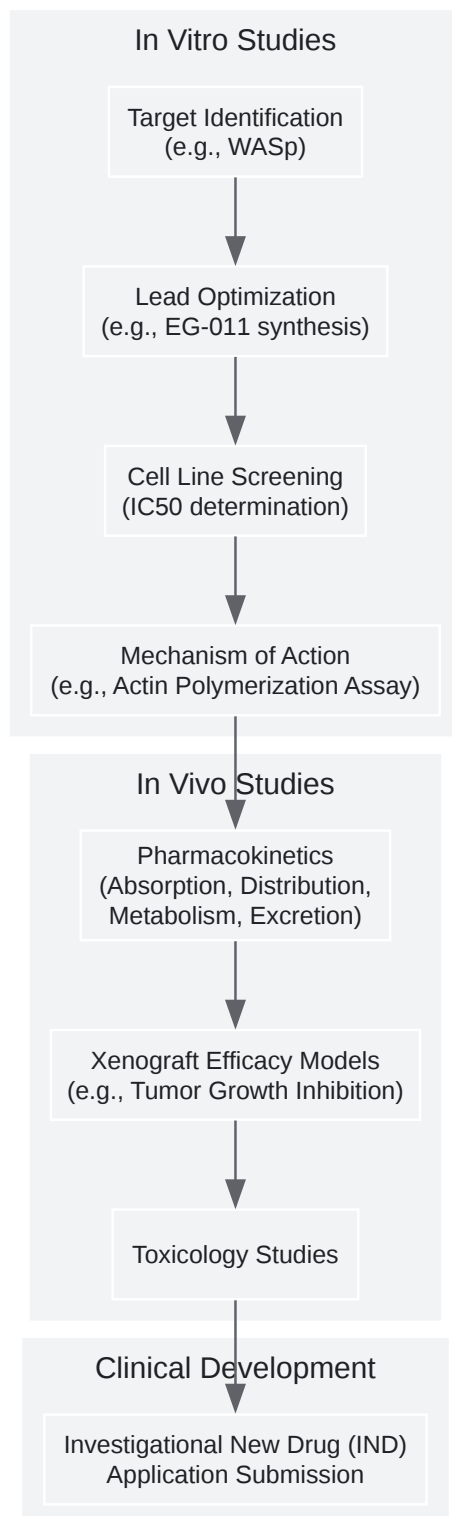 In Vitro Studies
Target Identification
(e.g., WASp)
Lead Optimization
(e.g., EG-011 synthesis)
Cell Line Screening
(IC50 determination)
Mechanism of Action
(e.g., Actin Polymerization Assay)
In Vivo Studies
Pharmacokinetics
(Absorption, Distribution,
Metabolism, Excretion)
Xenograft Efficacy Models
(e.g., Tumor Growth Inhibition)
Toxicology Studies
Clinical Development
Investigational New Drug (IND)
Application Submission